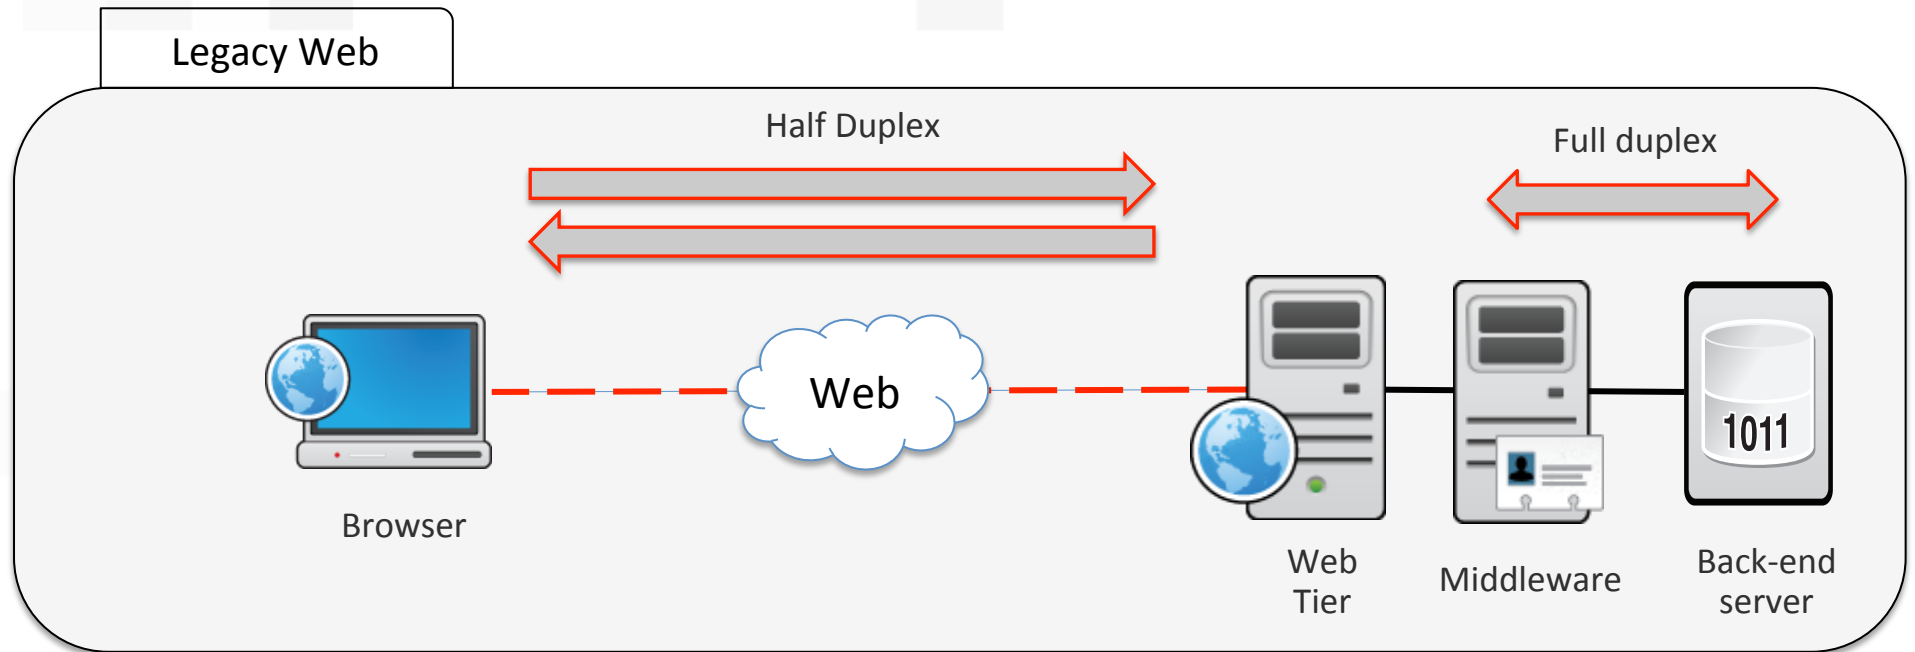 Legacy Web
Half Duplex
Full duplex
Web
1011
Browser
Web
Tier
Middleware
Back-end
server